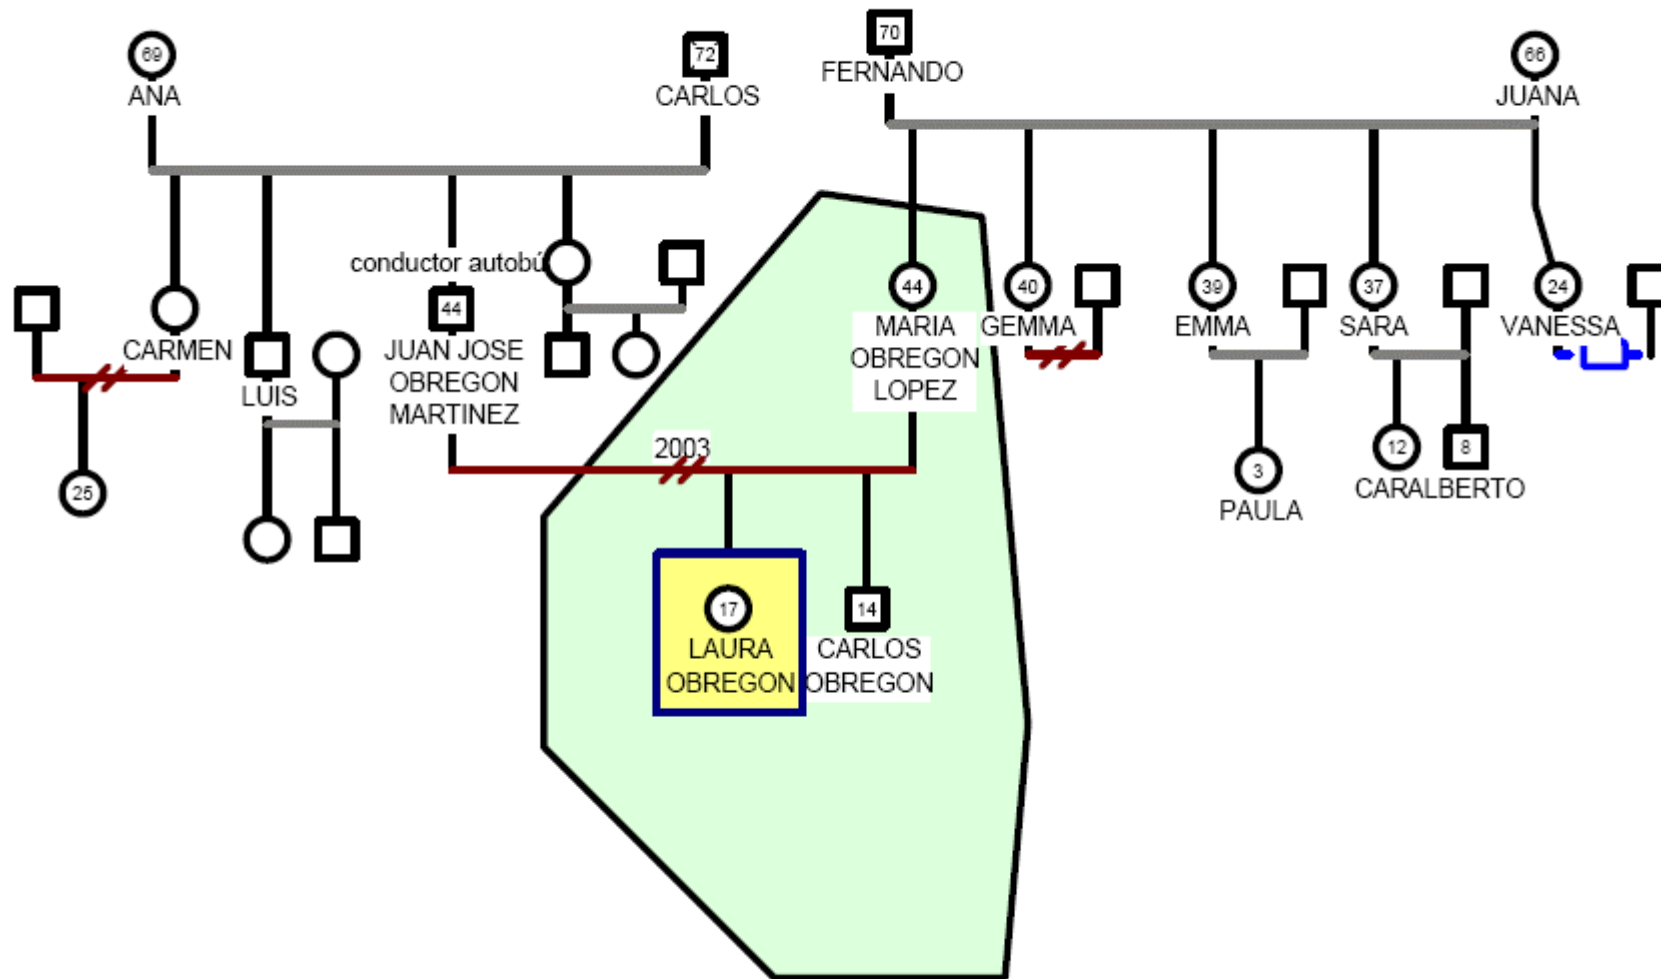 69
ANA
72
CARLOS
70
FERNANDO
66
JUANA
conductor autobú
CARMEN
LUIS
44
JUAN JOSE
OBREGON
MARTINEZ
44
MARIA
OBREGON
LOPEZ
40
GEMMA
39
EMMA
37
SARA
24
VANESSA
2003
25
3
PAULA
12
8
CARALBERTO
17
LAURA
OBREGON
14
CARLOS
OBREGON